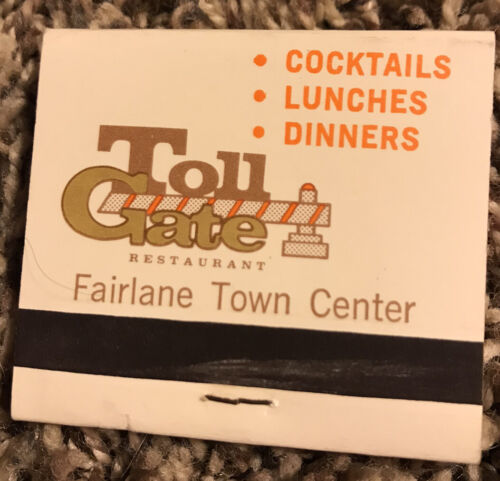 • COCKTAILS
• LUNCHES
• DINNERS
Toll
Gate
RESTAURANT
Fairlane Town Center